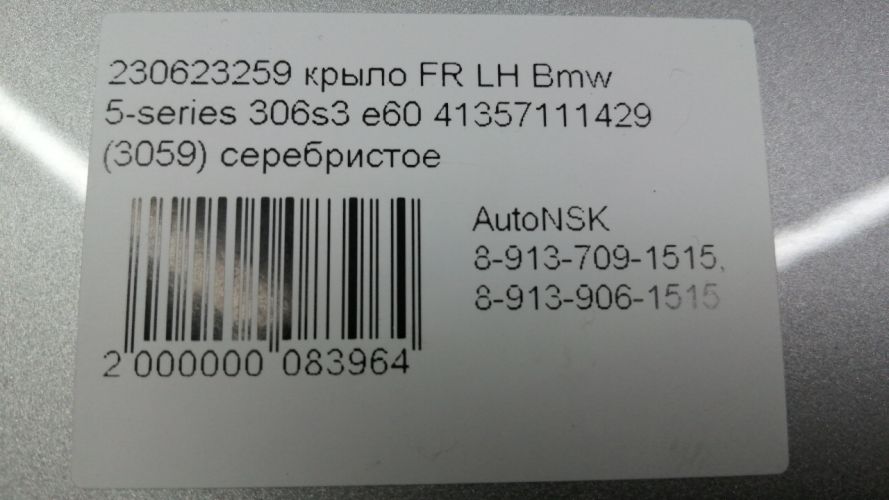 230623259 крыло FR LH Bmw
5-series 306s3 e60 41357111429
(3059) серебристое
AutoNSK
8-913-709-1515,
8-913-906-1515
2 000000 083964